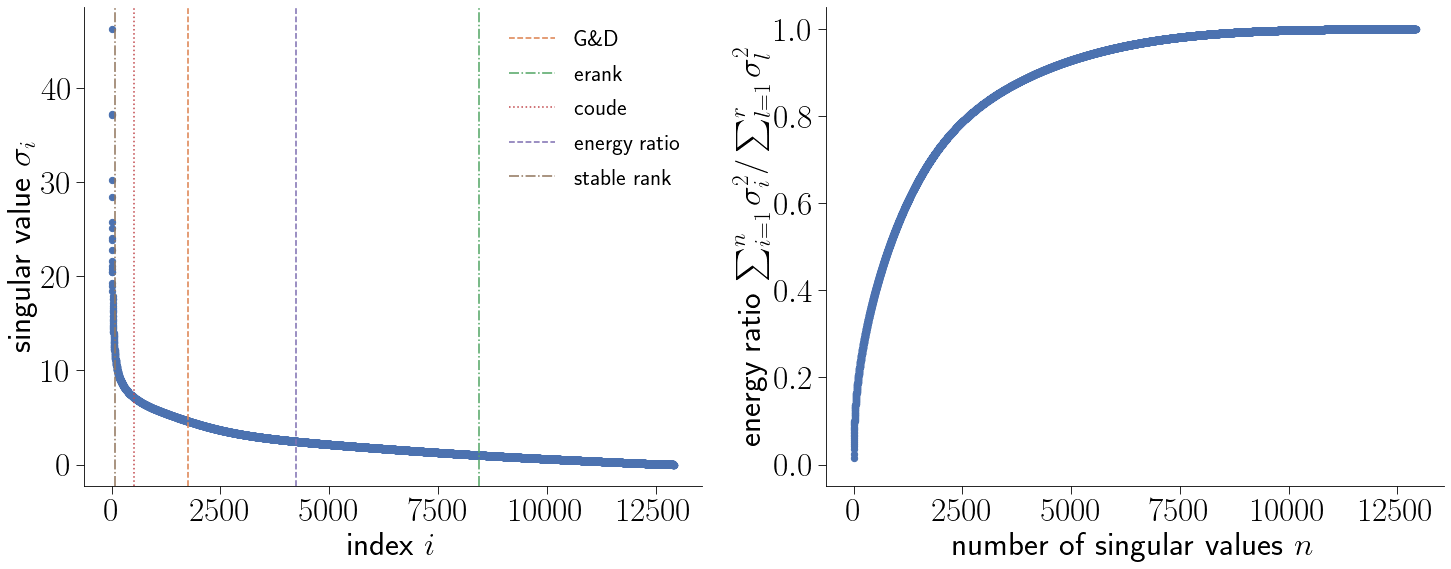 singular value σ_i
40
30
20
10
0
0 2500 5000 7500 10000 12500
index i
G&D
erank
coude
energy ratio
stable rank
energy ratio ∑_{i=1}^{n} σ_i^2 / ∑_{l=1}^{r} σ_l^2
1.0
0.8
0.6
0.4
0.2
0.0
0 2500 5000 7500 10000 12500
number of singular values n